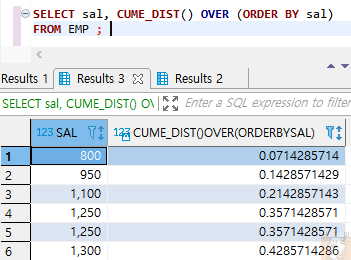 SELECT sal, CUME_DIST() OVER (ORDER BY sal)
FROM EMP ;
Results 1 Results 3 Results 2
SELECT sal, CUME_DIST() OV Enter a SQL expression to filter
123 SAL 123 CUME_DIST()OVER(ORDERBYSAL)
1 800 0.0714285714
2 950 0.1428571429
3 1,100 0.2142857143
4 1,250 0.3571428571
5 1,250 0.3571428571
6 1,300 0.4285714286